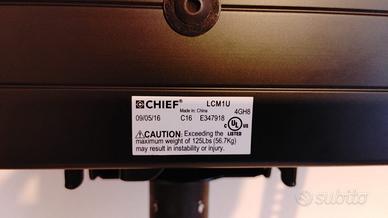 CHIEF® LCM1U
Made in: China 4GH8
09/05/16 C16 E347918
C UL® US
LISTED
⚠CAUTION: Exceeding the
maximum weight of 125Lbs (56.7Kg)
may result in instability or injury.
subito